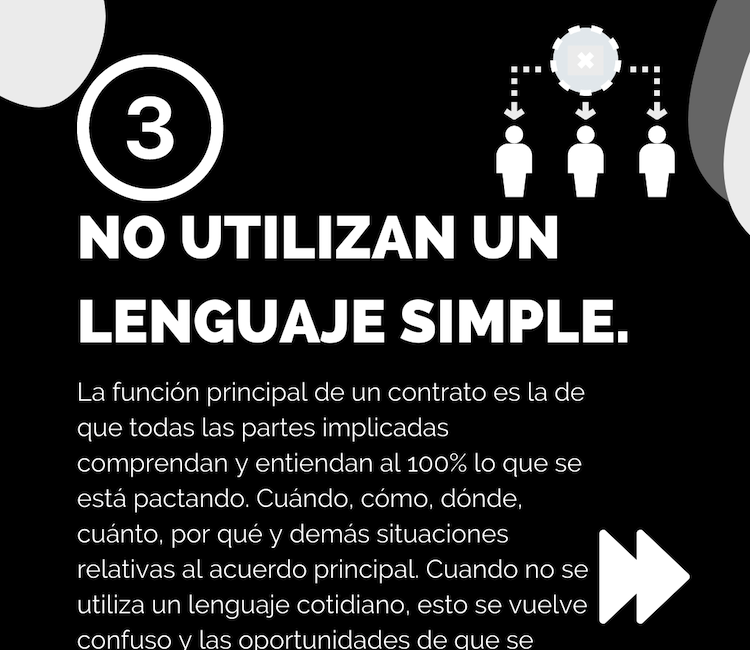 3
NO UTILIZAN UN
LENGUAJE SIMPLE.
La función principal de un contrato es la de
que todas las partes implicadas
comprendan y entiendan al 100% lo que se
está pactando. Cuándo, cómo, dónde,
cuánto, por qué y demás situaciones
relativas al acuerdo principal. Cuando no se
utiliza un lenguaje cotidiano, esto se vuelve
confuso y las oportunidades de que se